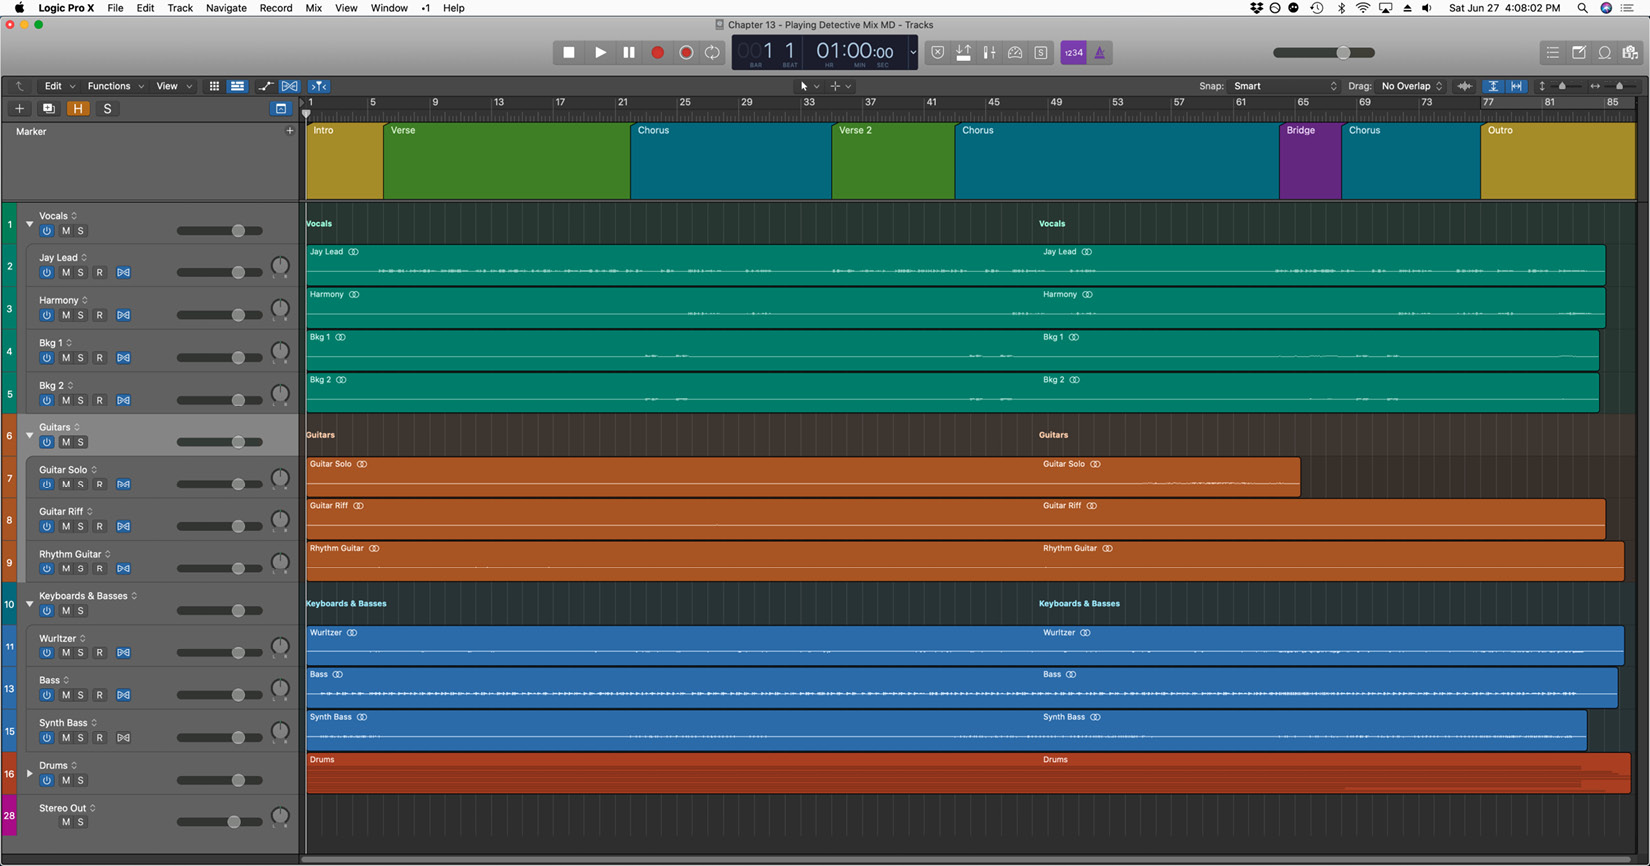 Logic Pro X File Edit Track Navigate Record Mix View Window 1 Help Sat Jun 27 4:08:02 PM
Chapter 13 - Playing Detective Mix MD - Tracks
001 1 01:00:00 1234
BAR BEAT HR MIN SEC
Edit Functions View Snap: Smart Drag: No Overlap
H S 1 5 9 13 17 21 25 29 33 37 41 45 49 53 57 61 65 69 73 77 81 85
Marker Intro Verse Chorus Verse 2 Chorus Bridge Chorus Outro
1 Vocals Vocals Vocals
M S
2 Jay Lead Jay Lead Jay Lead
M S R
3 Harmony Harmony Harmony
M S R
4 Bkg 1 Bkg 1 Bkg 1
M S R
5 Bkg 2 Bkg 2 Bkg 2
M S R
6 Guitars Guitars Guitars
M S
7 Guitar Solo Guitar Solo Guitar Solo
M S R
8 Guitar Riff Guitar Riff Guitar Riff
M S R
9 Rhythm Guitar Rhythm Guitar Rhythm Guitar
M S R
10 Keyboards & Basses Keyboards & Basses Keyboards & Basses
M S
11 Wurltzer Wurltzer Wurltzer
M S R
13 Bass Bass Bass
M S R
15 Synth Bass Synth Bass Synth Bass
M S R
16 Drums Drums Drums
M S
28 Stereo Out
M S